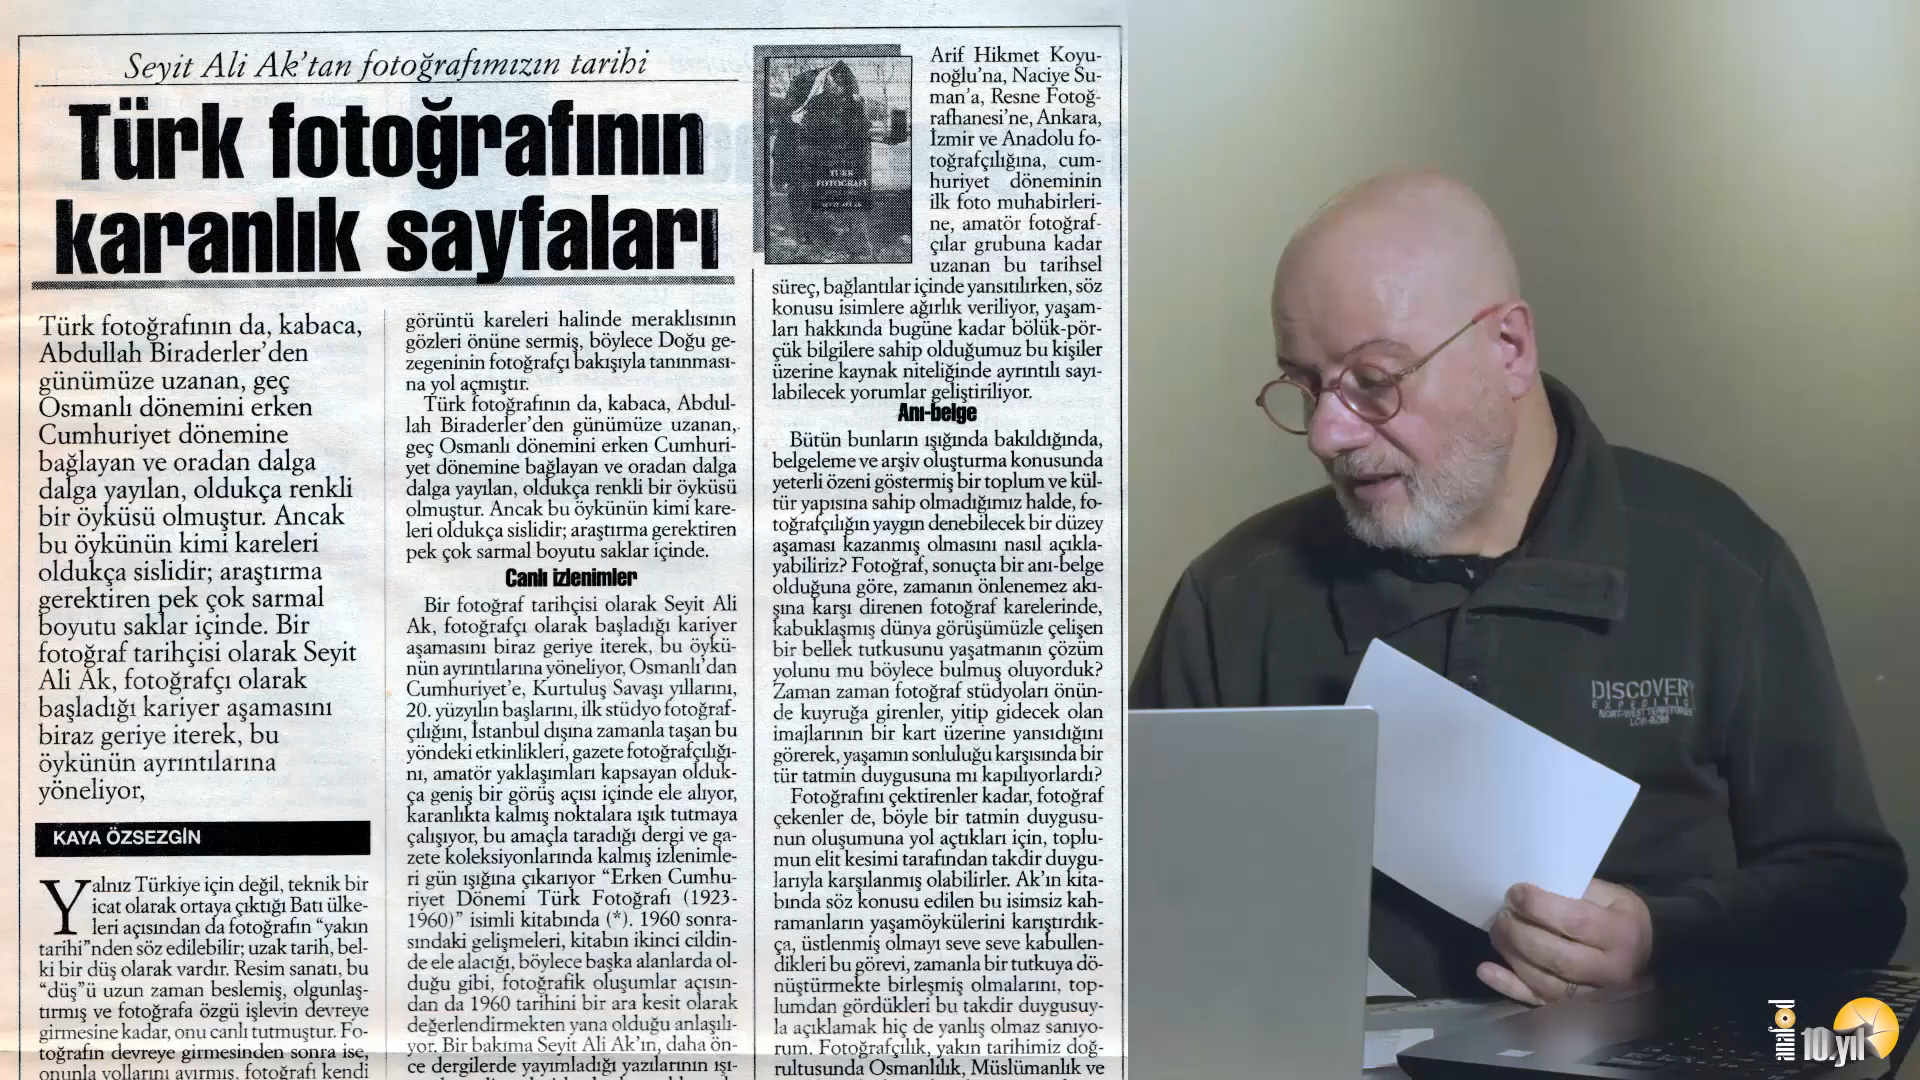 Seyit Ali Ak'tan fotoğrafımızın tarihi
Türk fotoğrafının
karanlık sayfaları
Türk fotoğrafının da, kabaca,
Abdullah Biraderler'den
günümüze uzanan, geç
Osmanlı dönemini erken
Cumhuriyet dönemine
bağlayan ve oradan dalga
dalga yayılan, oldukça renkli
bir öyküsü olmuştur. Ancak
bu öykünün kimi kareleri
oldukça sislidir; araştırma
gerektiren pek çok sarmal
boyutu saklar içinde. Bir
fotoğraf tarihçisi olarak Seyit
Ali Ak, fotoğrafçı olarak
başladığı kariyer aşamasını
biraz geriye iterek, bu
öykünün ayrıntılarına
yöneliyor,
KAYA ÖZSEZGİN
Yalnız Türkiye için değil, teknik bir
icat olarak ortaya çıktığı Batı ülke-
leri açısından da fotoğrafın "yakın
tarihi"nden söz edilebilir; uzak tarih, bel-
ki bir düş olarak vardır. Resim sanatı, bu
"düş"ü uzun zaman beslemiş, olgunlaş-
tırmış ve fotoğrafa özgü işlevin devreye
girmesine kadar, onu canlı tutmuştur. Fo-
toğrafın devreye girmesinden sonra ise,
onunla yollarını ayırmış, fotoğrafı kendi
görüntü kareleri halinde meraklısının
gözleri önüne sermiş, böylece Doğu ge-
zegeninin fotoğrafçı bakışıyla tanınması-
na yol açmıştır.
Türk fotoğrafının da, kabaca, Abdul-
lah Biraderler'den günümüze uzanan,
geç Osmanlı dönemini erken Cumhuri-
yet dönemine bağlayan ve oradan dalga
dalga yayılan, oldukça renkli bir öyküsü
olmuştur. Ancak bu öykünün kimi kare-
leri oldukça sislidir; araştırma gerektiren
pek çok sarmal boyutu saklar içinde.
Canlı izlenimler
Bir fotoğraf tarihçisi olarak Seyit Ali
Ak, fotoğrafçı olarak başladığı kariyer
aşamasını biraz geriye iterek, bu öykü-
nün ayrıntılarına yöneliyor, Osmanlı'dan
Cumhuriyet'e, Kurtuluş Savaşı yıllarını,
20. yüzyılın başlarını, ilk stüdyo fotoğraf-
çılığını, İstanbul dışına zamanla taşan bu
yöndeki etkinlikleri, gazete fotoğrafçılığı-
nı, amatör yaklaşımları kapsayan olduk-
ça geniş bir görüş açısı içinde ele alıyor,
karanlıkta kalmış noktalara ışık tutmaya
çalışıyor, bu amaçla taradığı dergi ve ga-
zete koleksiyonlarında kalmış izlenimle-
ri gün ışığına çıkarıyor "Erken Cumhu-
riyet Dönemi Türk Fotoğrafı (1923-
1960)" isimli kitabında (*). 1960 sonra-
sındaki gelişmeleri, kitabın ikinci cildin-
de ele alacağı, böylece başka alanlarda ol-
duğu gibi, fotoğrafik oluşumlar açısın-
dan da 1960 tarihini bir ara kesit olarak
değerlendirmekten yana olduğu anlaşılı-
yor. Bir bakıma Seyit Ali Ak'ın, daha ön-
ce dergilerde yayımladığı yazılarının ışı-
TÜRK
FOTOĞRAFI
SEYİT ALİ AK
Arif Hikmet Koyu-
noğlu'na, Naciye Su-
man'a, Resne Fotoğ-
rafhanesi'ne, Ankara,
İzmir ve Anadolu fo-
toğrafçılığına, cum-
huriyet döneminin
ilk foto muhabirleri-
ne, amatör fotoğraf-
çılar grubuna kadar
uzanan bu tarihsel
süreç, bağlantılar içinde yansıtılırken, söz
konusu isimlere ağırlık veriliyor, yaşam-
ları hakkında bugüne kadar bölük-pör-
çük bilgilere sahip olduğumuz bu kişiler
üzerine kaynak niteliğinde ayrıntılı sayı-
labilecek yorumlar geliştiriliyor.
Anı-belge
Bütün bunların ışığında bakıldığında,
belgeleme ve arşiv oluşturma konusunda
yeterli özeni göstermiş bir toplum ve kül-
tür yapısına sahip olmadığımız halde, fo-
toğrafçılığın yaygın denebilecek bir düzey
aşaması kazanmış olmasını nasıl açıkla-
yabiliriz? Fotoğraf, sonuçta bir anı-belge
olduğuna göre, zamanın önlenemez akı-
şına karşı direnen fotoğraf karelerinde,
kabuklaşmış dünya görüşümüzle çelişen
bir bellek tutkusunu yaşatmanın çözüm
yolunu mu böylece bulmuş oluyorduk?
Zaman zaman fotoğraf stüdyoları önün-
de kuyruğa girenler, yitip gidecek olan
imajlarının bir kart üzerine yansıdığını
görerek, yaşamın sonluluğu karşısında bir
tür tatmin duygusuna mı kapılıyorlardı?
Fotoğrafını çektirenler kadar, fotoğraf
çekenler de, böyle bir tatmin duygusu-
nun oluşumuna yol açtıkları için, toplu-
mun elit kesimi tarafından takdir duygu-
larıyla karşılanmış olabilirler. Ak'ın kita-
bında söz konusu edilen bu isimsiz kah-
ramanların yaşamöykülerini karıştırdık-
ça, üstlenmiş olmayı seve seve kabullen-
dikleri bu görevi, zamanla bir tutkuya dö-
nüştürmekte birleşmiş olmalarını, top-
lumdan gördükleri bu takdir duygusuy-
la açıklamak hiç de yanlış olmaz sanıyo-
rum. Fotoğrafçılık, yakın tarihimiz doğ-
rultusunda Osmanlılık, Müslümanlık ve
DISCOVERY
EXPEDITION
NORT-WEST TERRITORIES
anafod
10.yıl